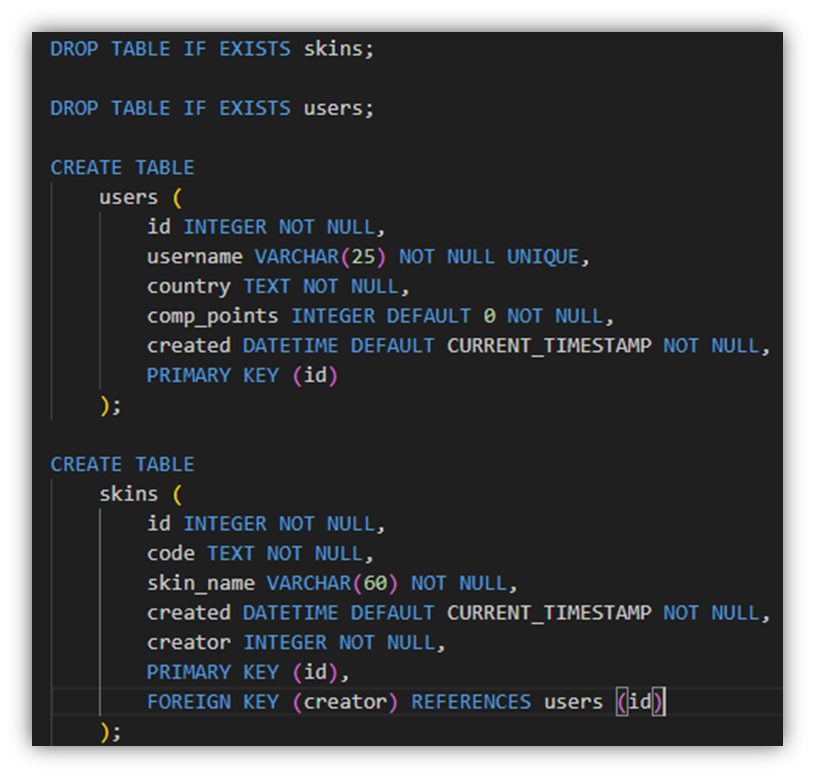 DROP TABLE IF EXISTS skins;
DROP TABLE IF EXISTS users;
CREATE TABLE
users (
id INTEGER NOT NULL,
username VARCHAR(25) NOT NULL UNIQUE,
country TEXT NOT NULL,
comp_points INTEGER DEFAULT 0 NOT NULL,
created DATETIME DEFAULT CURRENT_TIMESTAMP NOT NULL,
PRIMARY KEY (id)
);
CREATE TABLE
skins (
id INTEGER NOT NULL,
code TEXT NOT NULL,
skin_name VARCHAR(60) NOT NULL,
created DATETIME DEFAULT CURRENT_TIMESTAMP NOT NULL,
creator INTEGER NOT NULL,
PRIMARY KEY (id),
FOREIGN KEY (creator) REFERENCES users (id)
);